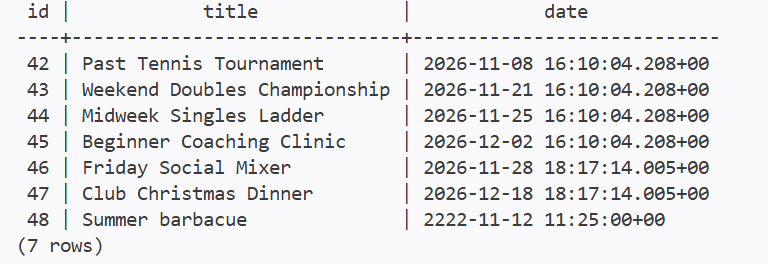 id |            title             |            date
----+------------------------------+----------------------------
 42 | Past Tennis Tournament       | 2026-11-08 16:10:04.208+00
 43 | Weekend Doubles Championship | 2026-11-21 16:10:04.208+00
 44 | Midweek Singles Ladder       | 2026-11-25 16:10:04.208+00
 45 | Beginner Coaching Clinic     | 2026-12-02 16:10:04.208+00
 46 | Friday Social Mixer          | 2026-11-28 18:17:14.005+00
 47 | Club Christmas Dinner        | 2026-12-18 18:17:14.005+00
 48 | Summer barbacue              | 2222-11-12 11:25:00+00
(7 rows)